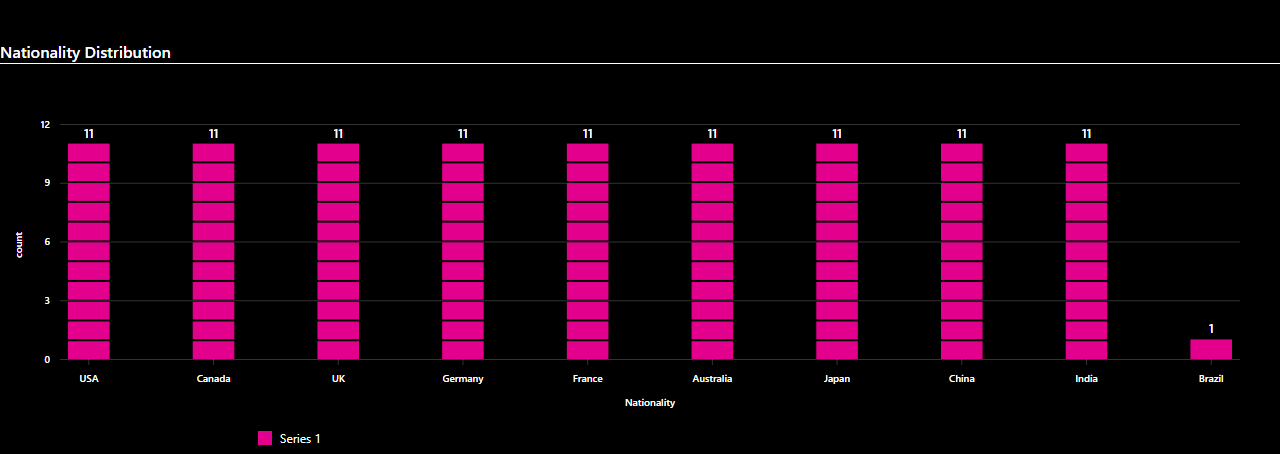 Nationality Distribution
12
11 11 11 11 11 11 11 11 11
9
count
6
3
1
0
USA Canada UK Germany France Australia Japan China India Brazil
Nationality
Series 1